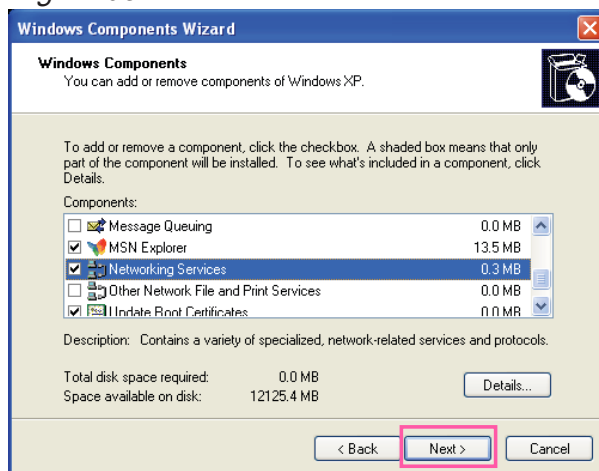 Windows Components Wizard
Windows Components
You can add or remove components of Windows XP.
To add or remove a component, click the checkbox. A shaded box means that only
part of the component will be installed. To see what's included in a component, click
Details.
Components:
Message Queuing 0.0 MB
MSN Explorer 13.5 MB
Networking Services 0.3 MB
Other Network File and Print Services 0.0 MB
Update Root Certificates 0.0 MB
Description: Contains a variety of specialized, network-related services and protocols.
Total disk space required: 0.0 MB
Details...
Space available on disk: 12125.4 MB
< Back Next > Cancel